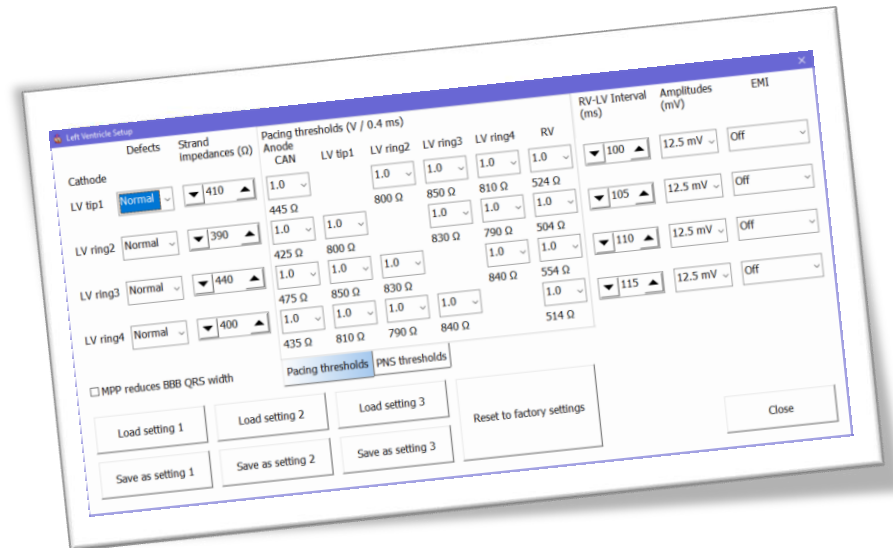 Left Ventricle Setup ×
Defects Strand Impedances (Ω) Pacing thresholds (V / 0.4 ms) RV-LV Interval (ms) Amplitudes (mV) EMI
Cathode Anode CAN LV tip1 LV ring2 LV ring3 LV ring4 RV
LV tip1 Normal 410 1.0 1.0 1.0 1.0 1.0 100 12.5 mV Off
445 Ω 800 Ω 850 Ω 810 Ω 524 Ω
LV ring2 Normal 390 1.0 1.0 1.0 1.0 1.0 105 12.5 mV Off
425 Ω 800 Ω 830 Ω 790 Ω 504 Ω
LV ring3 Normal 440 1.0 1.0 1.0 1.0 1.0 110 12.5 mV Off
475 Ω 850 Ω 830 Ω 840 Ω 554 Ω
LV ring4 Normal 400 1.0 1.0 1.0 1.0 1.0 115 12.5 mV Off
435 Ω 810 Ω 790 Ω 840 Ω 514 Ω
Pacing thresholds PNS thresholds
MPP reduces BBB QRS width
Load setting 1 Load setting 2 Load setting 3 Reset to factory settings Close
Save as setting 1 Save as setting 2 Save as setting 3